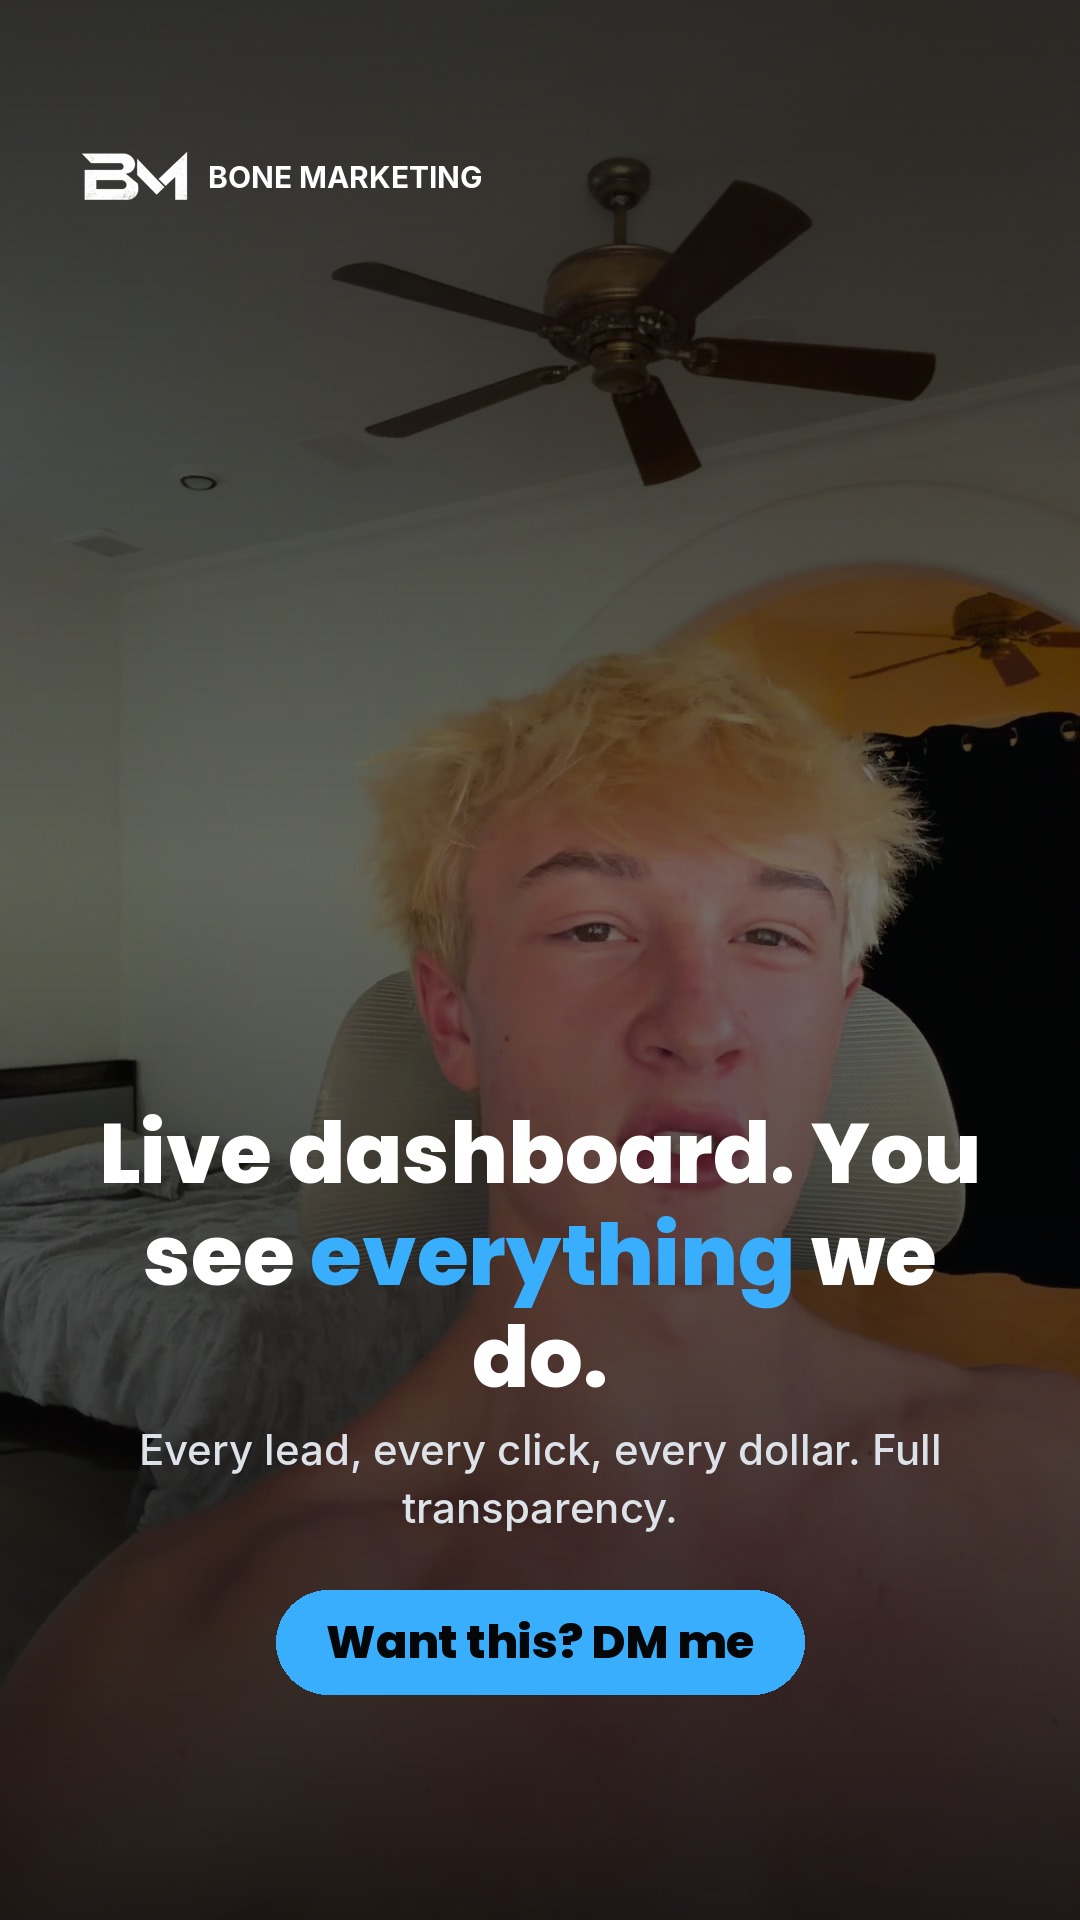 BM BONE MARKETING
Live dashboard. You
see everything we
do.
Every lead, every click, every dollar. Full
transparency.
Want this? DM me